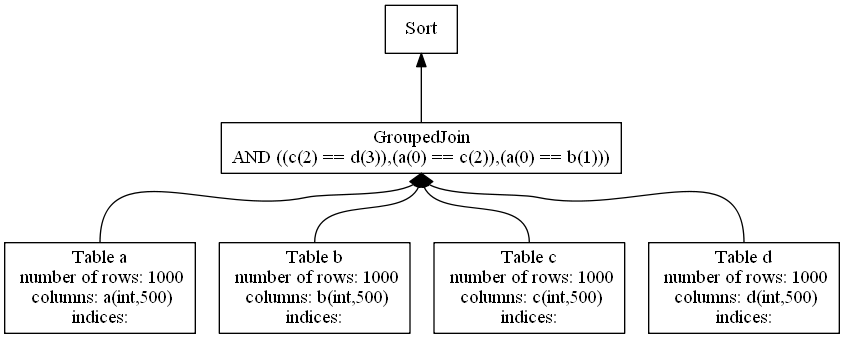 Sort
GroupedJoin
AND ((c(2) == d(3)),(a(0) == c(2)),(a(0) == b(1)))
Table a
number of rows: 1000
columns: a(int,500)
indices:
Table b
number of rows: 1000
columns: b(int,500)
indices:
Table c
number of rows: 1000
columns: c(int,500)
indices:
Table d
number of rows: 1000
columns: d(int,500)
indices: